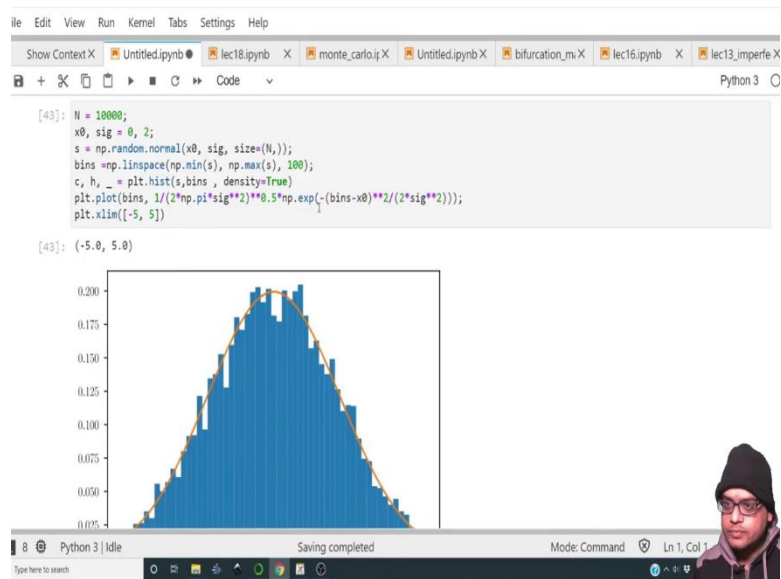 ile Edit View Run Kernel Tabs Settings Help
Show Context X Untitled.ipynb ● lec18.ipynb X monte_carlo.ip X Untitled.ipynb X bifurcation_m X lec16.ipynb X lec13_imperfe X
Code Python 3
[43]: N = 10000;
x0, sig = 0, 2;
s = np.random.normal(x0, sig, size=(N,));
bins =np.linspace(np.min(s), np.max(s), 100);
c, h, _ = plt.hist(s,bins , density=True)
plt.plot(bins, 1/(2*np.pi*sig**2)**0.5*np.exp(-(bins-x0)**2/(2*sig**2)));
plt.xlim([-5, 5])
[43]: (-5.0, 5.0)
0.200
0.175
0.150
0.125
0.100
0.075
0.050
0.025
8 Python 3 | Idle Saving completed Mode: Command Ln 1, Col 1
Type here to search